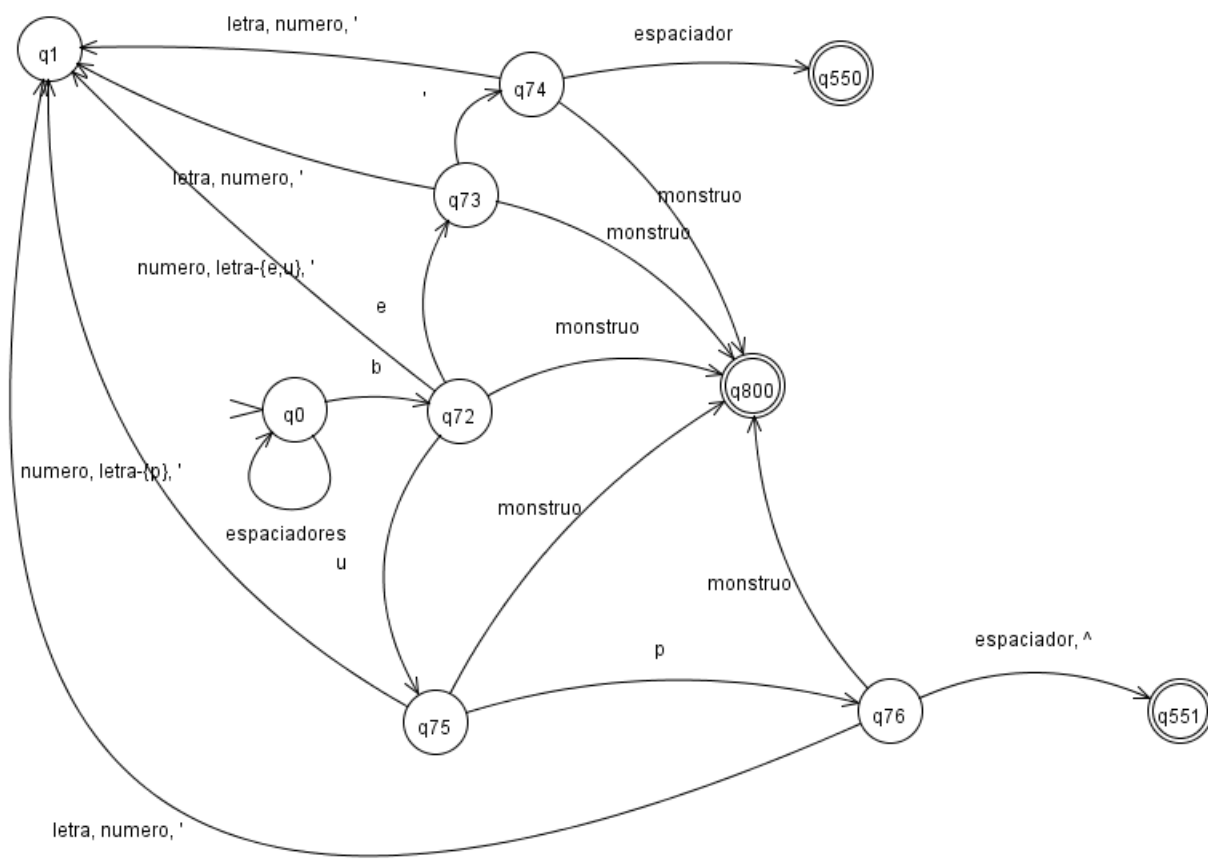 letra, numero, '
espaciador
q1
q74
q550
'
letra, numero, '
q73
monstruo
monstruo
numero, letra-{e,u}, '
e
monstruo
b
q0
q72
q800
numero, letra-{p}, '
monstruo
espaciadores
u
monstruo
p
espaciador, ^
q75
q76
q551
letra, numero, '